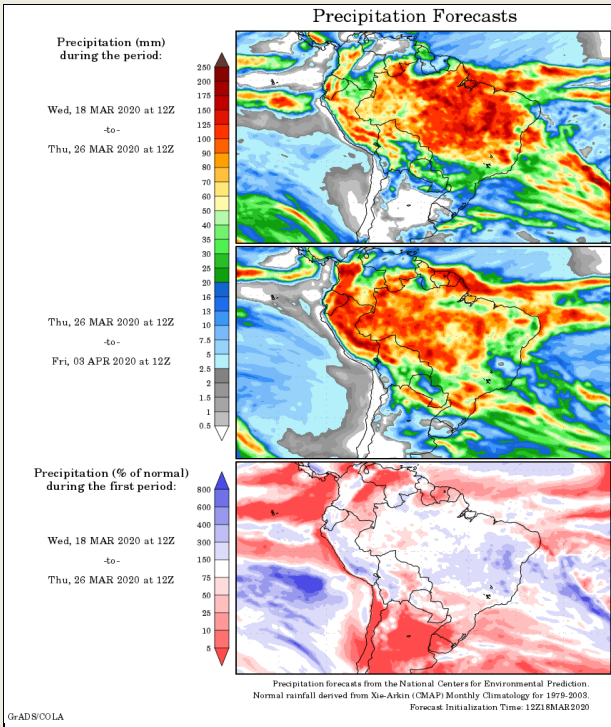 Precipitation Forecasts
Precipitation (mm)
during the period:
Wed, 18 MAR 2020 at 12Z
-to-
Thu, 26 MAR 2020 at 12Z
250
200
175
150
125
100
90
80
70
60
50
40
35
30
25
20
16
13
10
7.5
5
2.5
2
1.5
1
0.5
Thu, 26 MAR 2020 at 12Z
-to-
Fri, 03 APR 2020 at 12Z
Precipitation (% of normal)
during the first period:
Wed, 18 MAR 2020 at 12Z
-to-
Thu, 26 MAR 2020 at 12Z
800
600
400
300
150
75
50
25
10
5
Precipitation forecasts from the National Centers for Environmental Prediction.
Normal rainfall derived from Xie-Arkin (CMAP) Monthly Climatology for 1979-2003.
Forecast Initialization Time: 12Z18MAR2020
GrADS/COLA